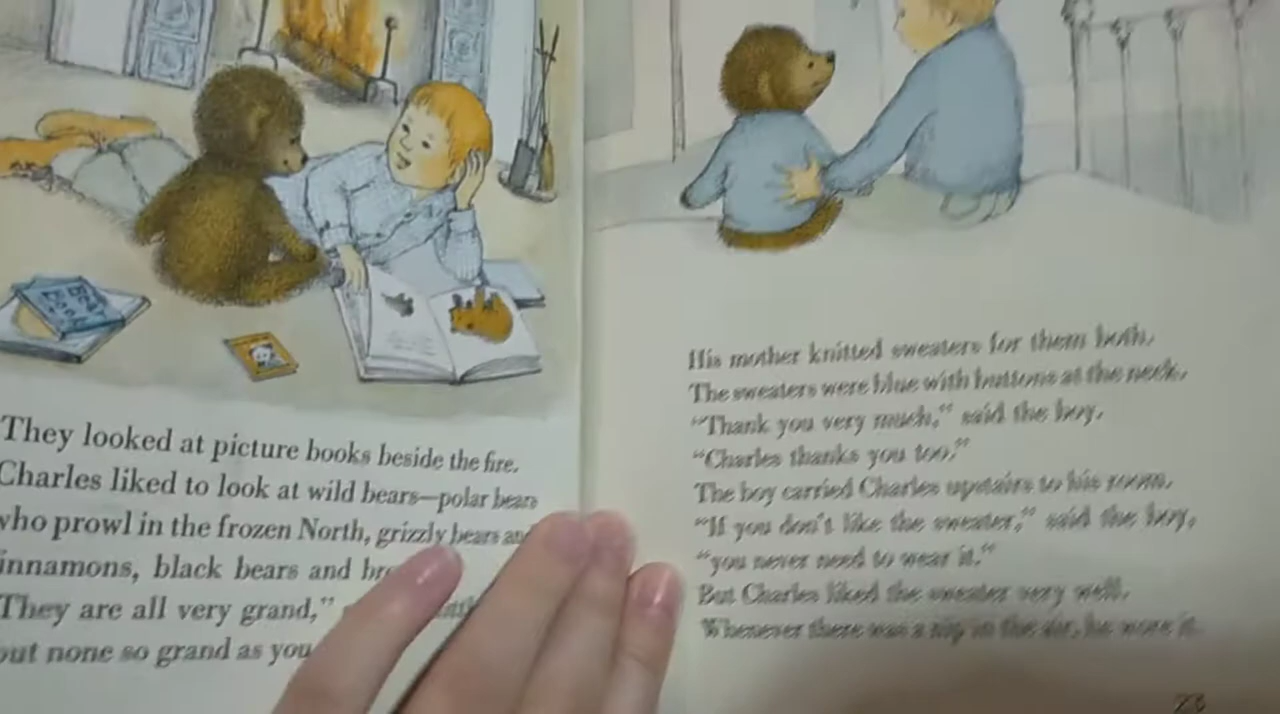 Bear
Book
They looked at picture books beside the fire.
Charles liked to look at wild bears—polar bears
who prowl in the frozen North, grizzly bears and
innamons, black bears and br
They are all very grand,"
out none so grand as you
His mother knitted sweaters for them both.
The sweaters were blue with buttons at the neck.
"Thank you very much," said the boy.
"Charles thanks you too."
The boy carried Charles upstairs to his room.
"If you don't like the sweater," said the boy,
"you never need to wear it."
But Charles liked the sweater very well.
Whenever there was a nip in the air, he wore it.